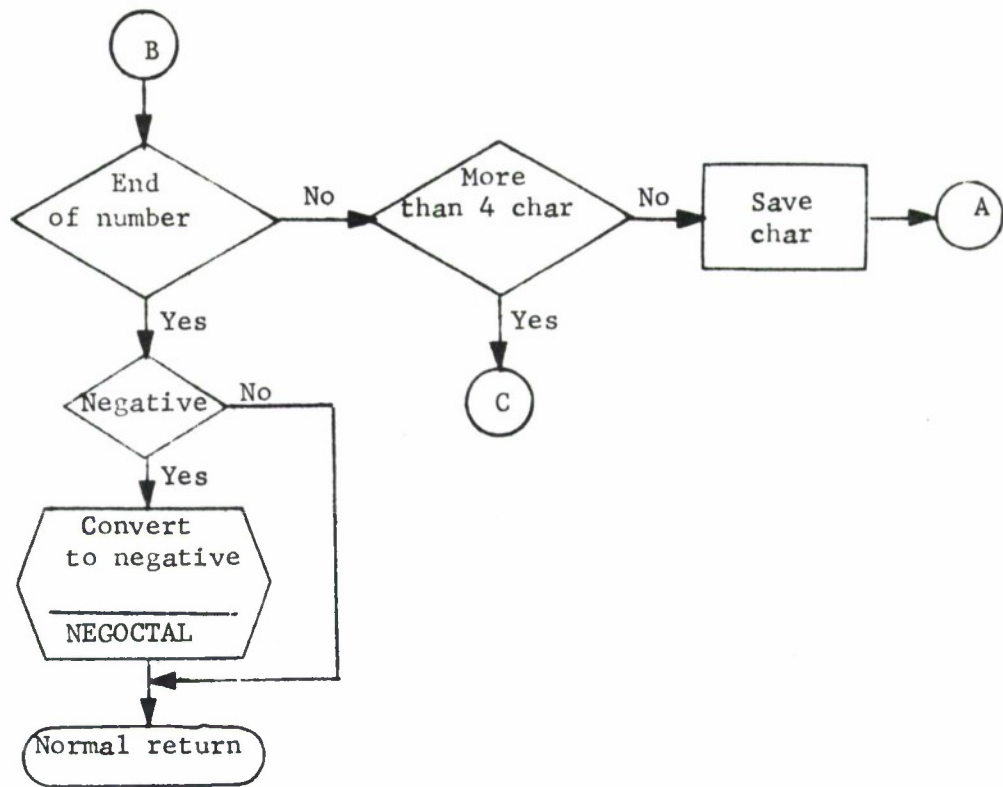 B
End
of number
No
More
than 4 char
No
Save
char
A
Yes
Yes
C
Negative
No
Yes
Convert
to negative
NEGOCTAL
Normal return